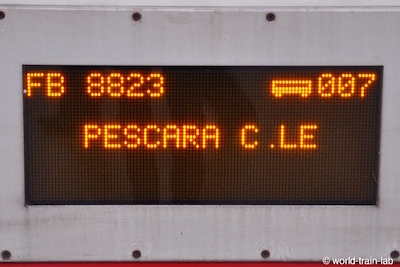 .FB 8823 007
PESCARA C.LE
© world-train-lab